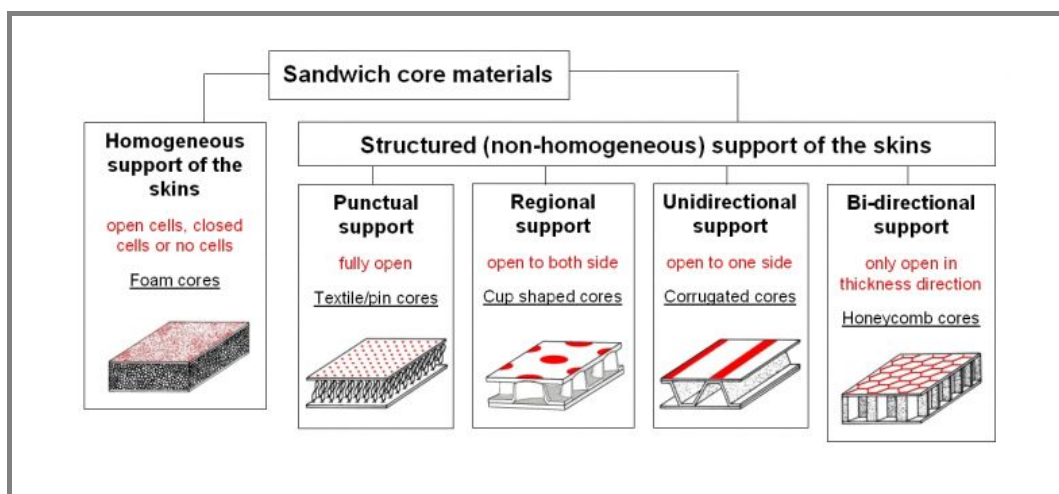 Sandwich core materials
Homogeneous
support of the
skins
open cells, closed
cells or no cells
Foam cores
Structured (non-homogeneous) support of the skins
Punctual
support
fully open
Textile/pin cores
Regional
support
open to both side
Cup shaped cores
Unidirectional
support
open to one side
Corrugated cores
Bi-directional
support
only open in
thickness direction
Honeycomb cores